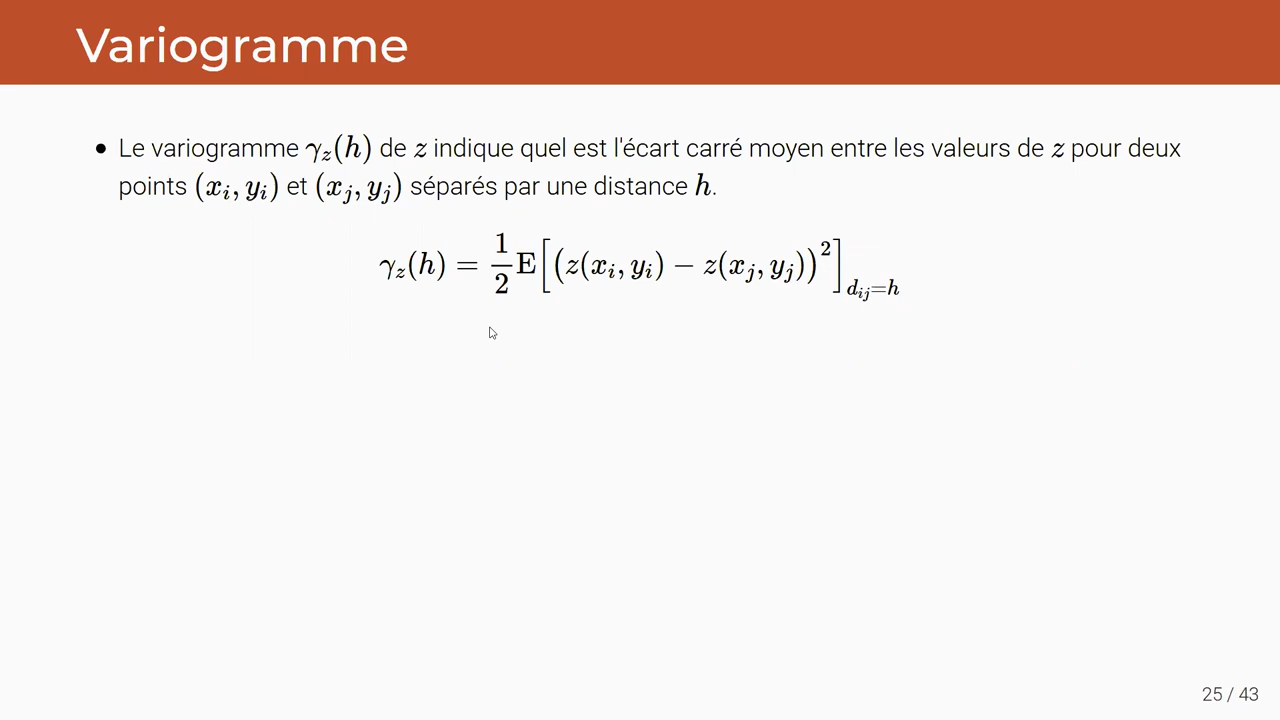 Variogramme
• Le variogramme γ_z(h) de z indique quel est l'écart carré moyen entre les valeurs de z pour deux
points (x_i, y_i) et (x_j, y_j) séparés par une distance h.
γ_z(h) = 1/2 E[(z(x_i, y_i) − z(x_j, y_j))²]_{d_ij=h}
25 / 43